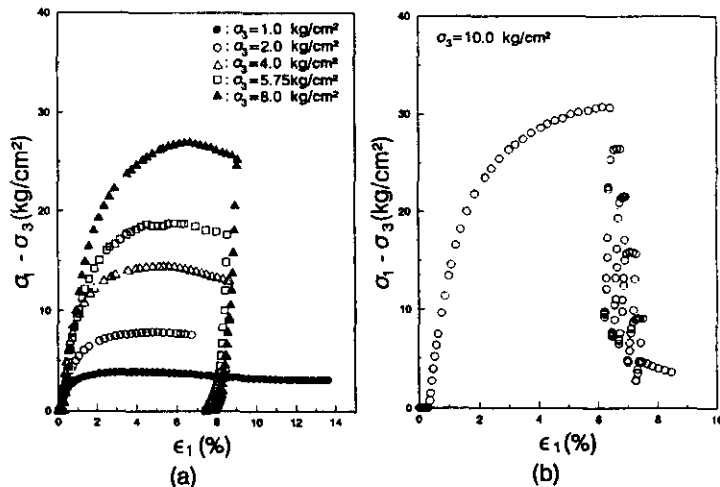 40
● : σ₃=1.0 kg/cm²
○ : σ₃=2.0 kg/cm²
△ : σ₃=4.0 kg/cm²
□ : σ₃=5.75kg/cm²
▲ : σ₃=8.0 kg/cm²
30
20
10
0
σ₁ - σ₃ (kg/cm²)
0 2 4 6 8 10 12 14
ϵ₁ (%)
(a)
40
σ₃=10.0 kg/cm²
30
20
10
0
σ₁ - σ₃ (kg/cm²)
0 2 4 6 8 10
ϵ₁ (%)
(b)